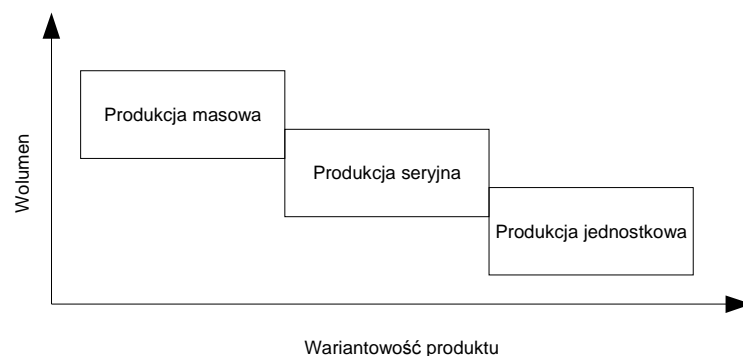 Produkcja masowa
Produkcja seryjna
Produkcja jednostkowa
Wolumen
Wariantowość produktu